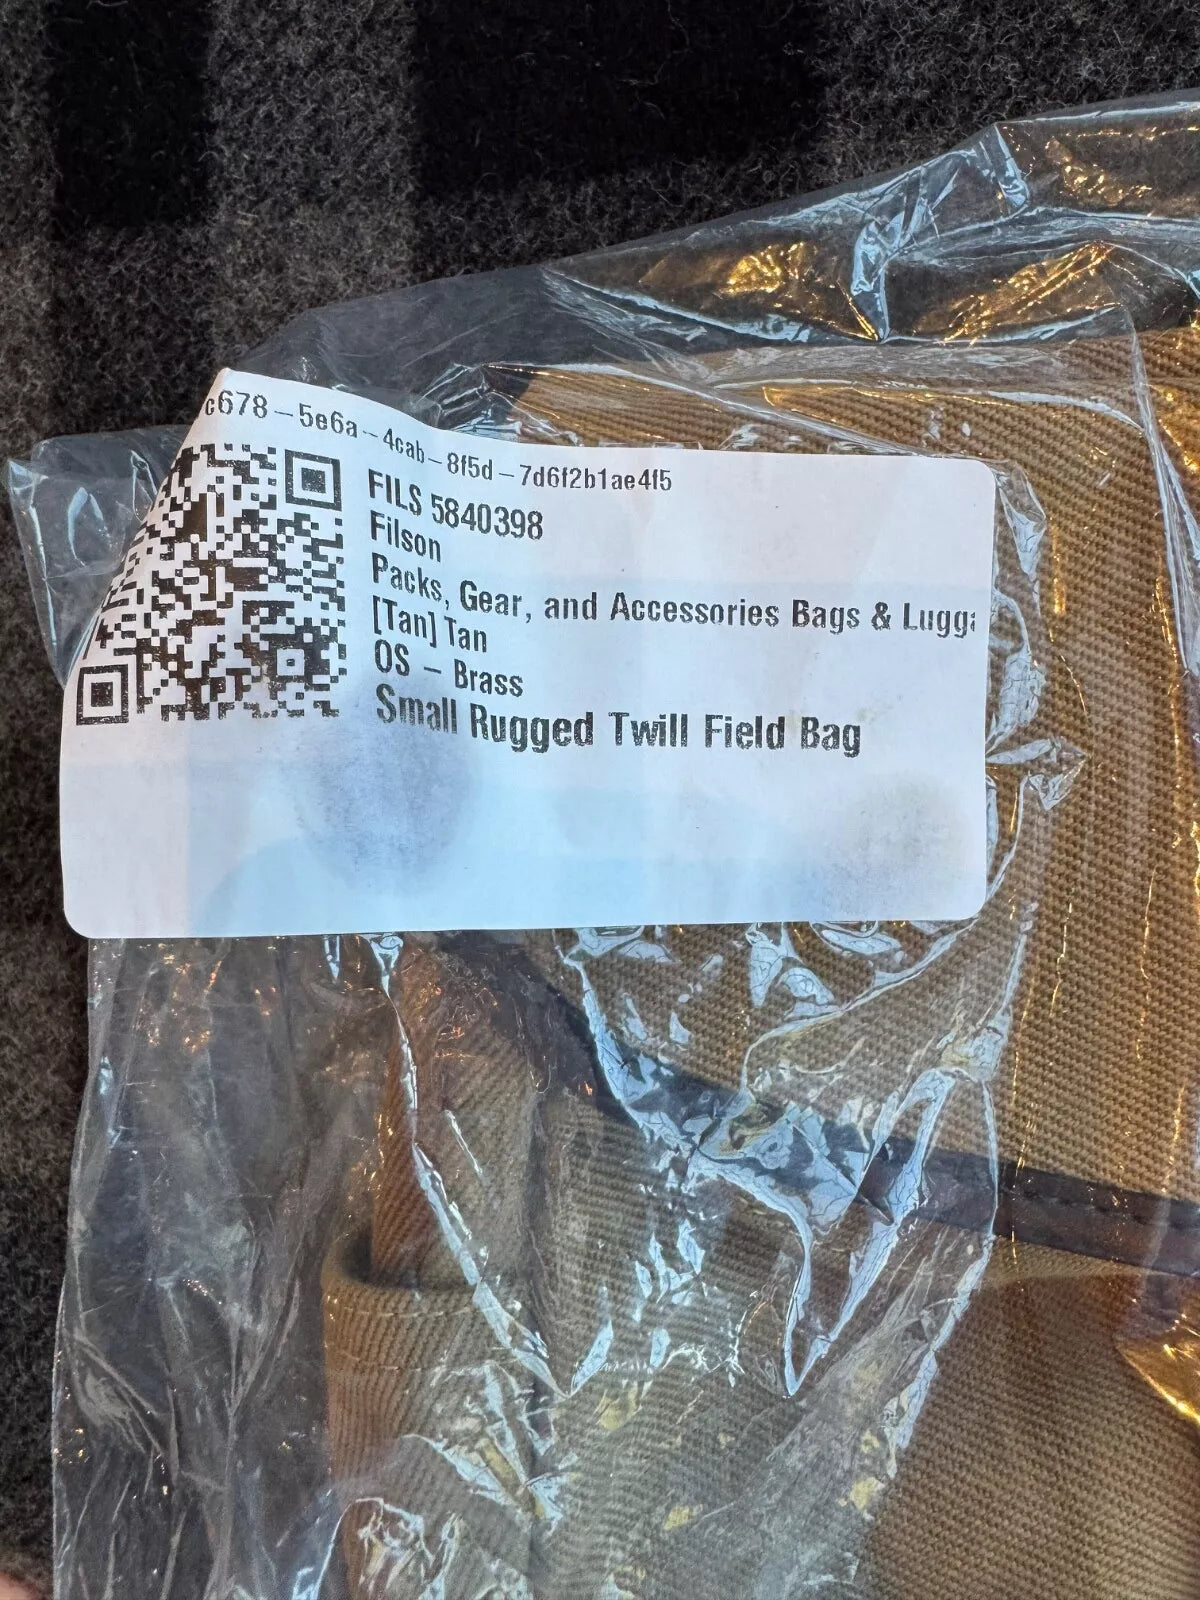 c678-5e6a-4cab-8f5d-7d6f2b1ae4f5
FILS 5840398
Filson
Packs, Gear, and Accessories Bags & Lugga
[Tan] Tan
OS - Brass
Small Rugged Twill Field Bag